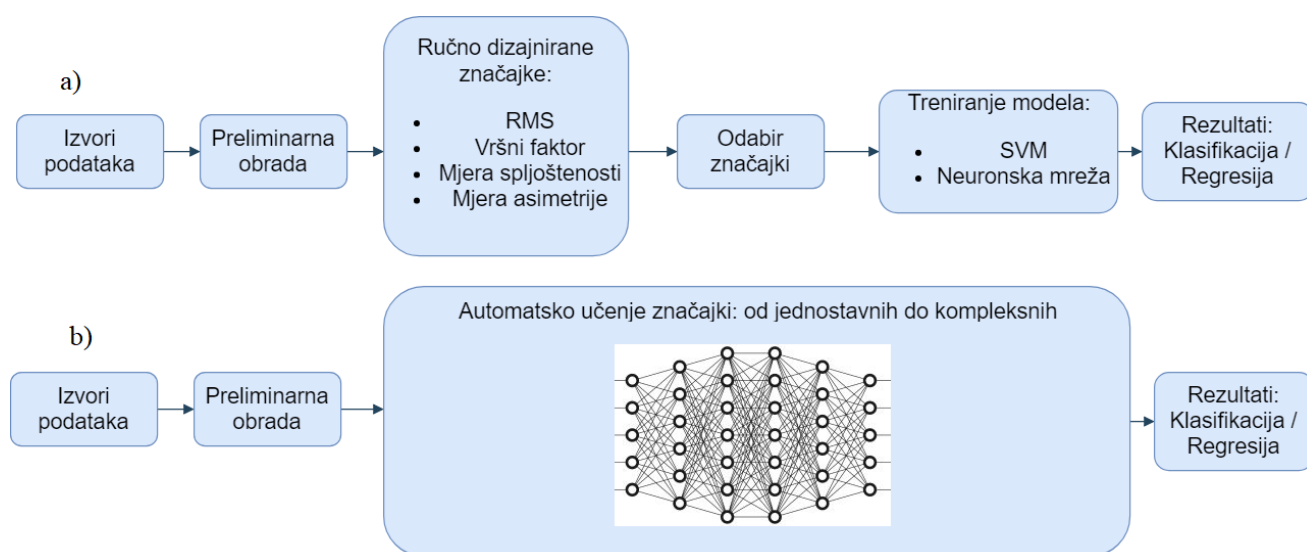 a)
Izvori
podataka
Preliminarna
obrada
Ručno dizajnirane
značajke:
• RMS
• Vršni faktor
• Mjera spljoštenosti
• Mjera asimetrije
Odabir
značajki
Treniranje modela:
• SVM
• Neuronska mreža
Rezultati:
Klasifikacija /
Regresija
b)
Izvori
podataka
Preliminarna
obrada
Automatsko učenje značajki: od jednostavnih do kompleksnih
Rezultati:
Klasifikacija /
Regresija